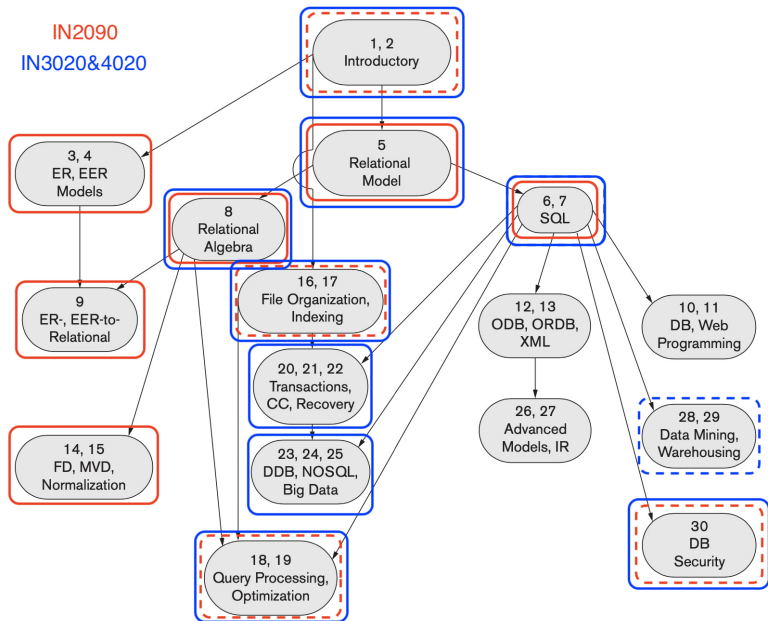 IN2090
IN3020&4020
1, 2
Introductory
5
Relational
Model
3, 4
ER, EER
Models
6, 7
SQL
8
Relational
Algebra
16, 17
File Organization,
Indexing
9
ER-, EER-to-
Relational
12, 13
ODB, ORDB,
XML
10, 11
DB, Web
Programming
20, 21, 22
Transactions,
CC, Recovery
26, 27
Advanced
Models, IR
28, 29
Data Mining,
Warehousing
14, 15
FD, MVD,
Normalization
23, 24, 25
DDB, NOSQL,
Big Data
30
DB
Security
18, 19
Query Processing,
Optimization